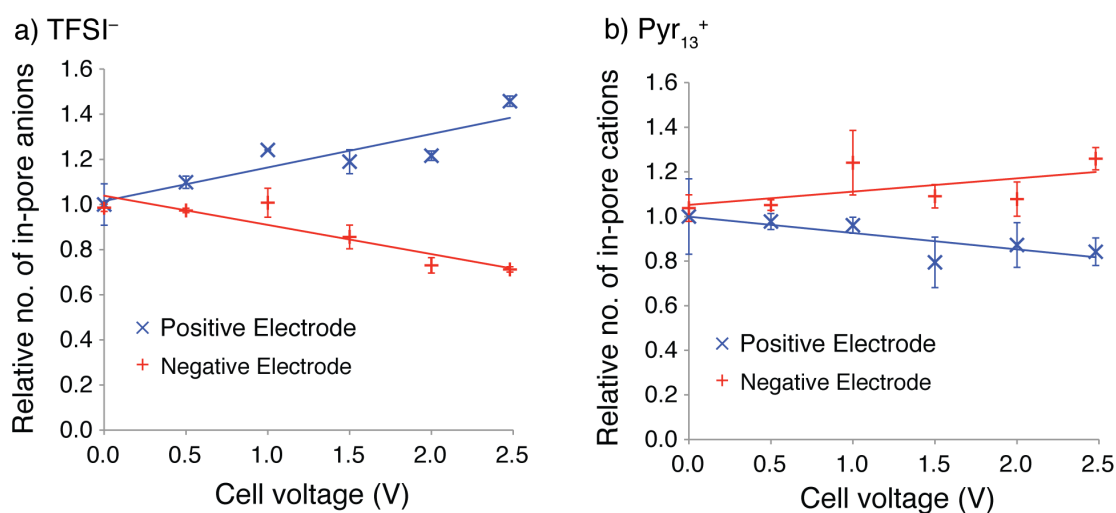 a) TFSI⁻
Relative no. of in-pore anions
1.6
1.4
1.2
1.0
0.8
0.6
0.4
0.2
0.0
Positive Electrode
Negative Electrode
0.0 0.5 1.0 1.5 2.0 2.5
Cell voltage (V)
b) Pyr₁₃⁺
Relative no. of in-pore cations
1.6
1.4
1.2
1.0
0.8
0.6
0.4
0.2
0.0
Positive Electrode
Negative Electrode
0.0 0.5 1.0 1.5 2.0 2.5
Cell voltage (V)